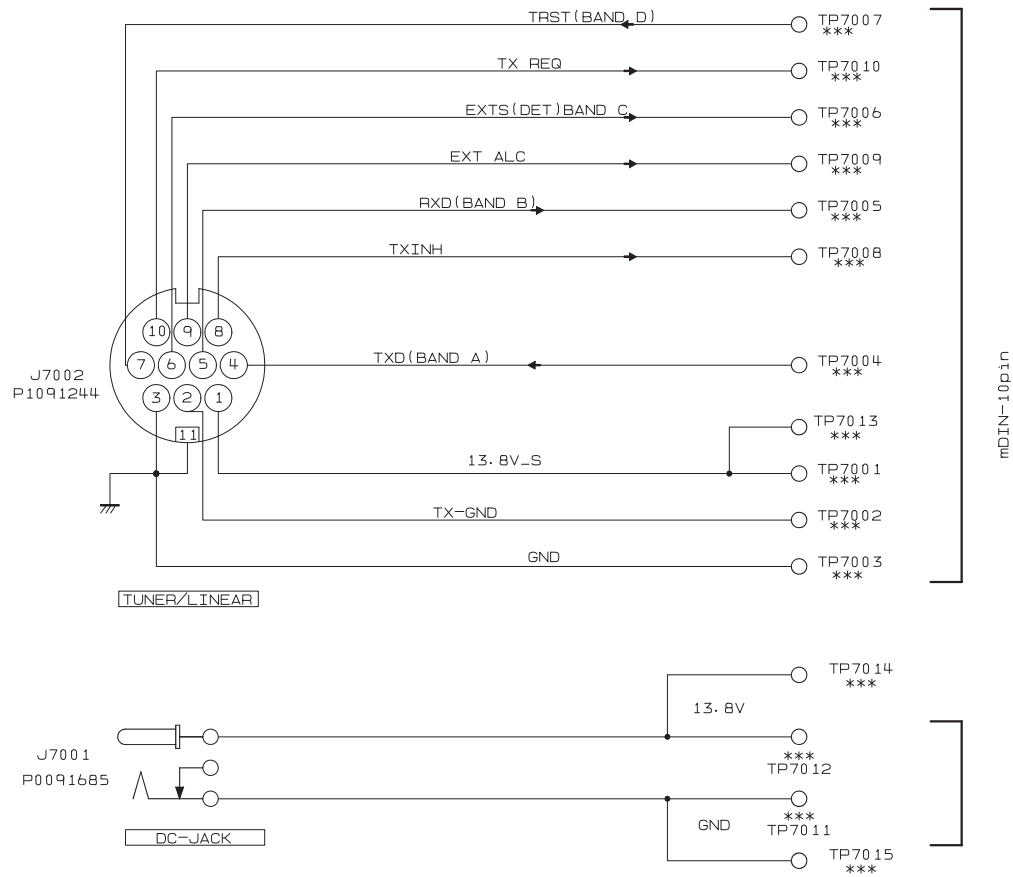 TRST(BAND D) TP7007
***
TX REQ TP7010
***
EXTS(DET)BAND C TP7006
***
EXT ALC TP7009
***
RXD(BAND B) TP7005
***
TXINH TP7008
***
10 9 8
7 6 5 4
TXD(BAND A) TP7004
***
J7002
P1091244
3 2 1
11
TP7013
***
13.8V_S TP7001
***
TX-GND TP7002
***
GND TP7003
***
mDIN-10pin
TUNER/LINEAR
TP7014
***
13.8V
J7001
P0091685
***
TP7012
***
TP7011
GND
DC-JACK
TP7015
***